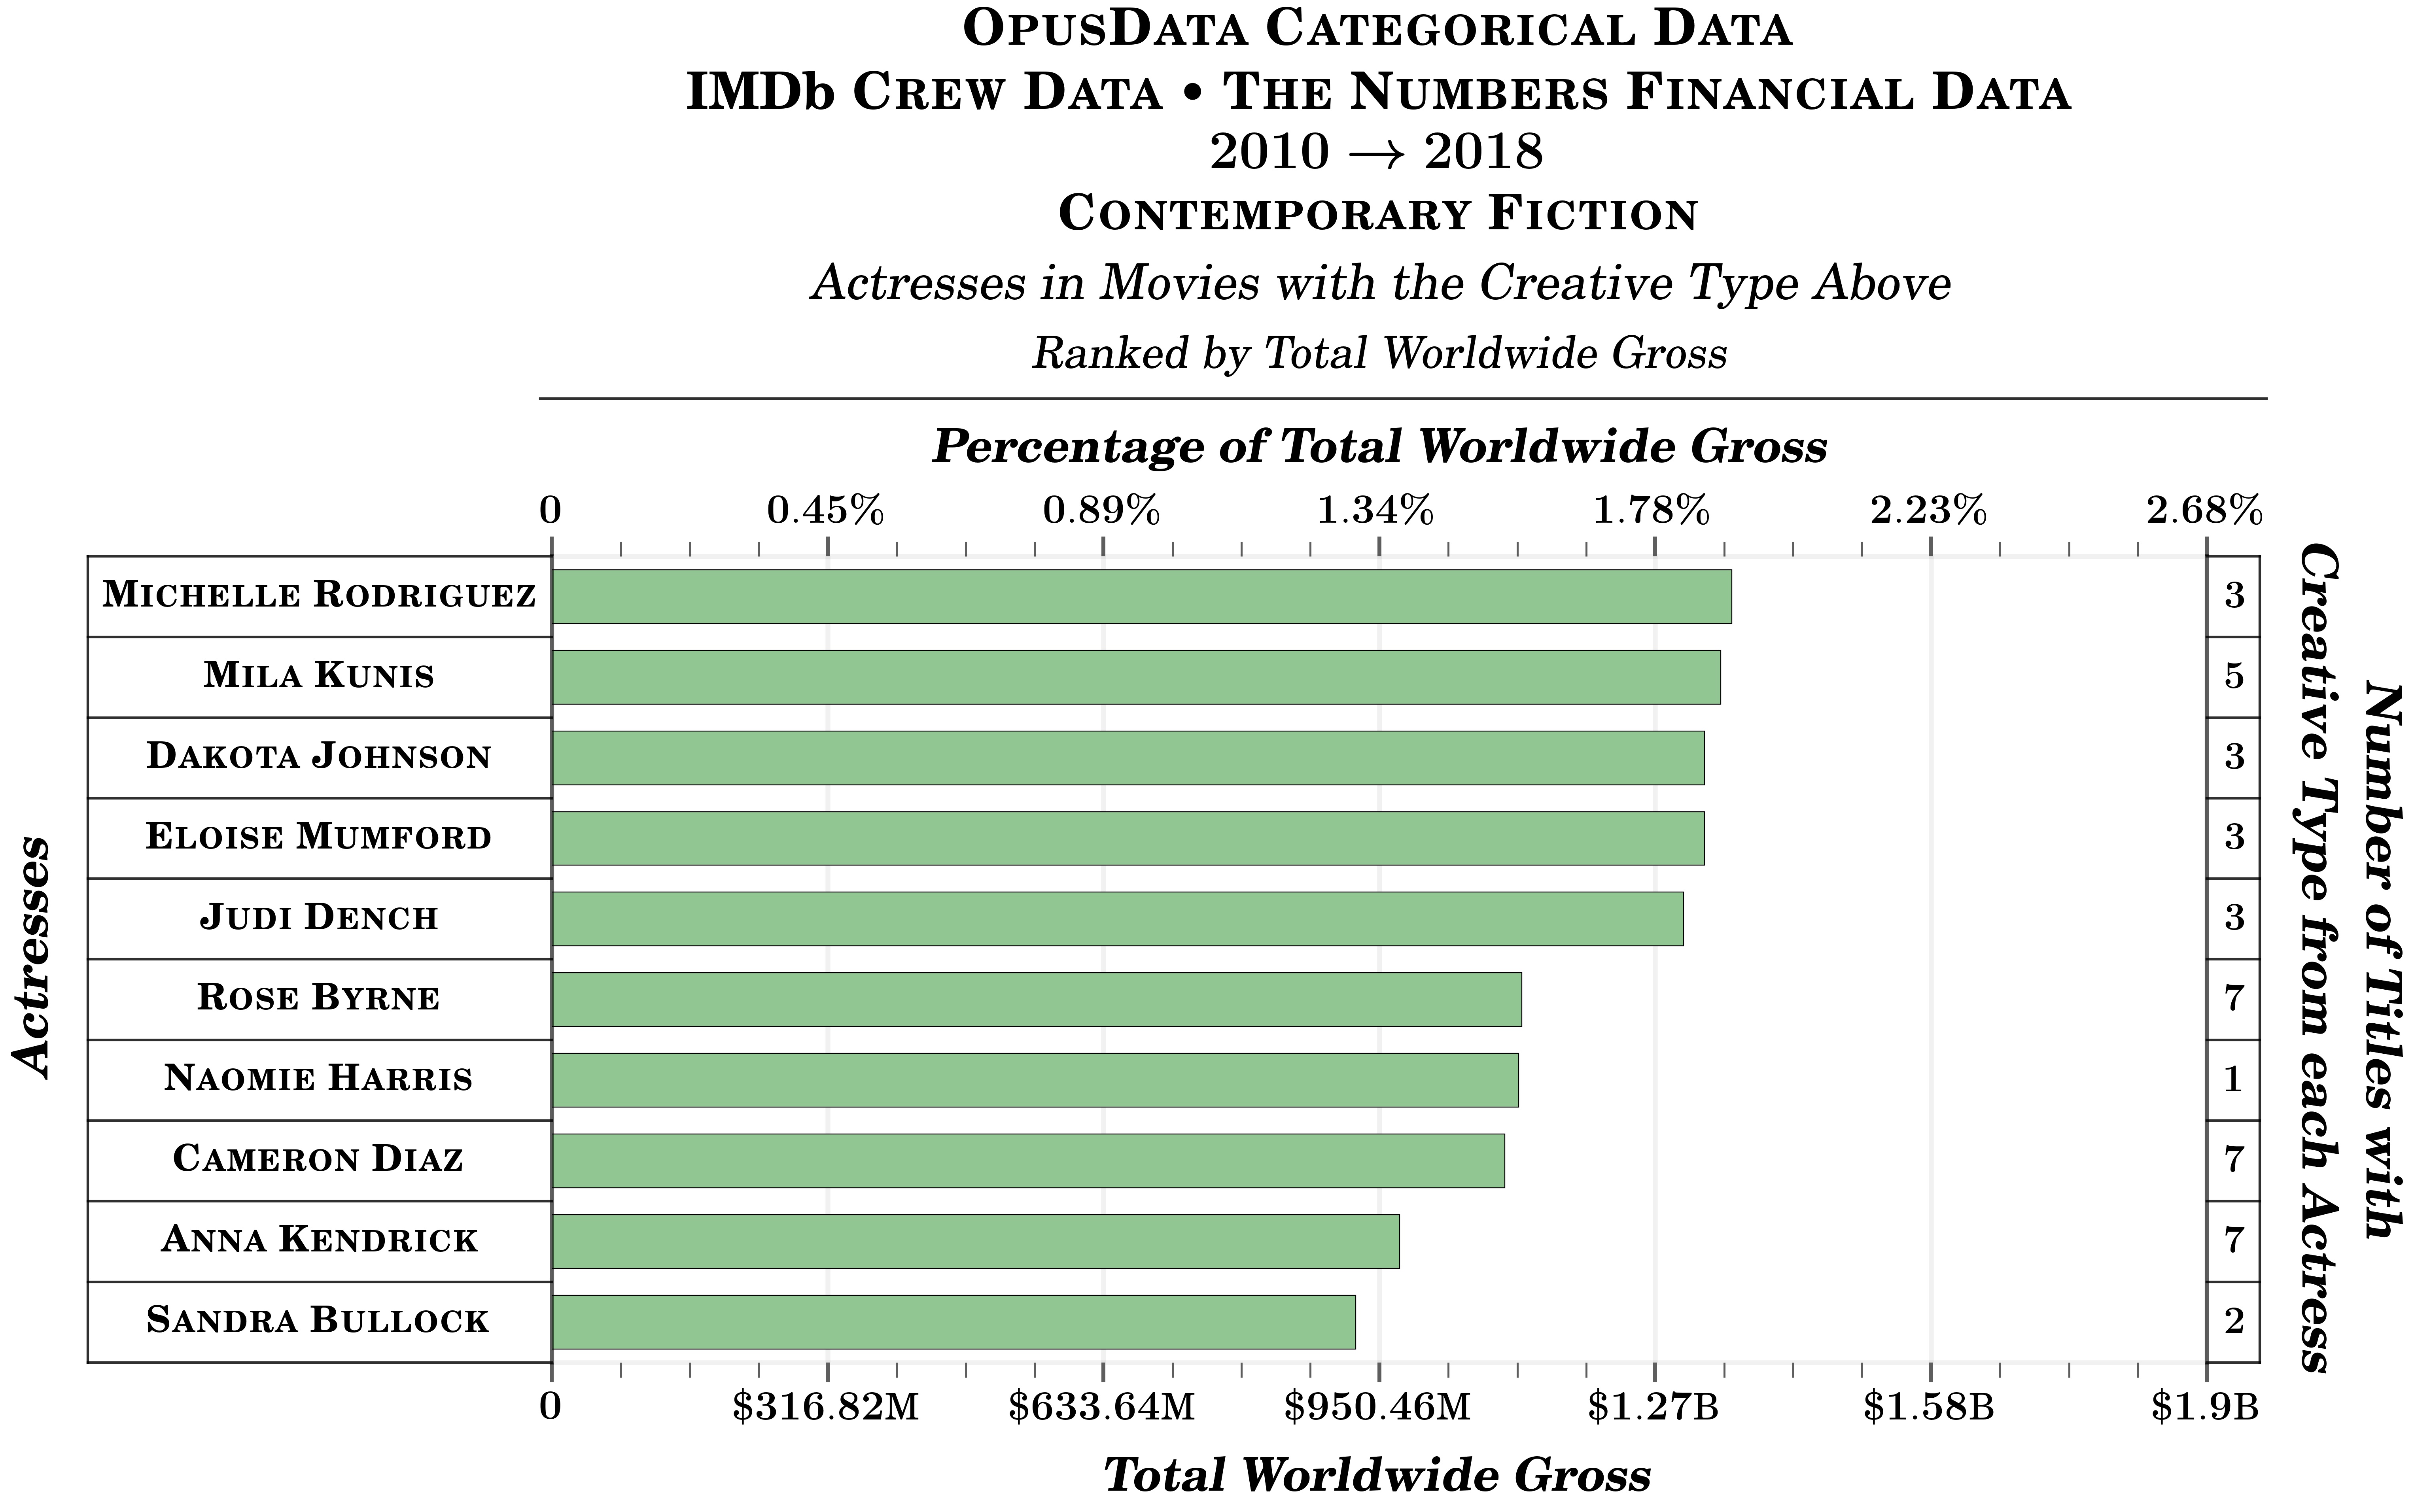 OpusData Categorical Data
IMDb Crew Data • The Numbers Financial Data
2010 → 2018
Contemporary Fiction
Actresses in Movies with the Creative Type Above
Ranked by Total Worldwide Gross
Percentage of Total Worldwide Gross
0 0.45% 0.89% 1.34% 1.78% 2.23% 2.68%
Actresses
Michelle Rodriguez 3
Mila Kunis 5
Dakota Johnson 3
Eloise Mumford 3
Judi Dench 3
Rose Byrne 7
Naomie Harris 1
Cameron Diaz 7
Anna Kendrick 7
Sandra Bullock 2
Number of Titles with
Creative Type from each Actress
0 $316.82M $633.64M $950.46M $1.27B $1.58B $1.9B
Total Worldwide Gross